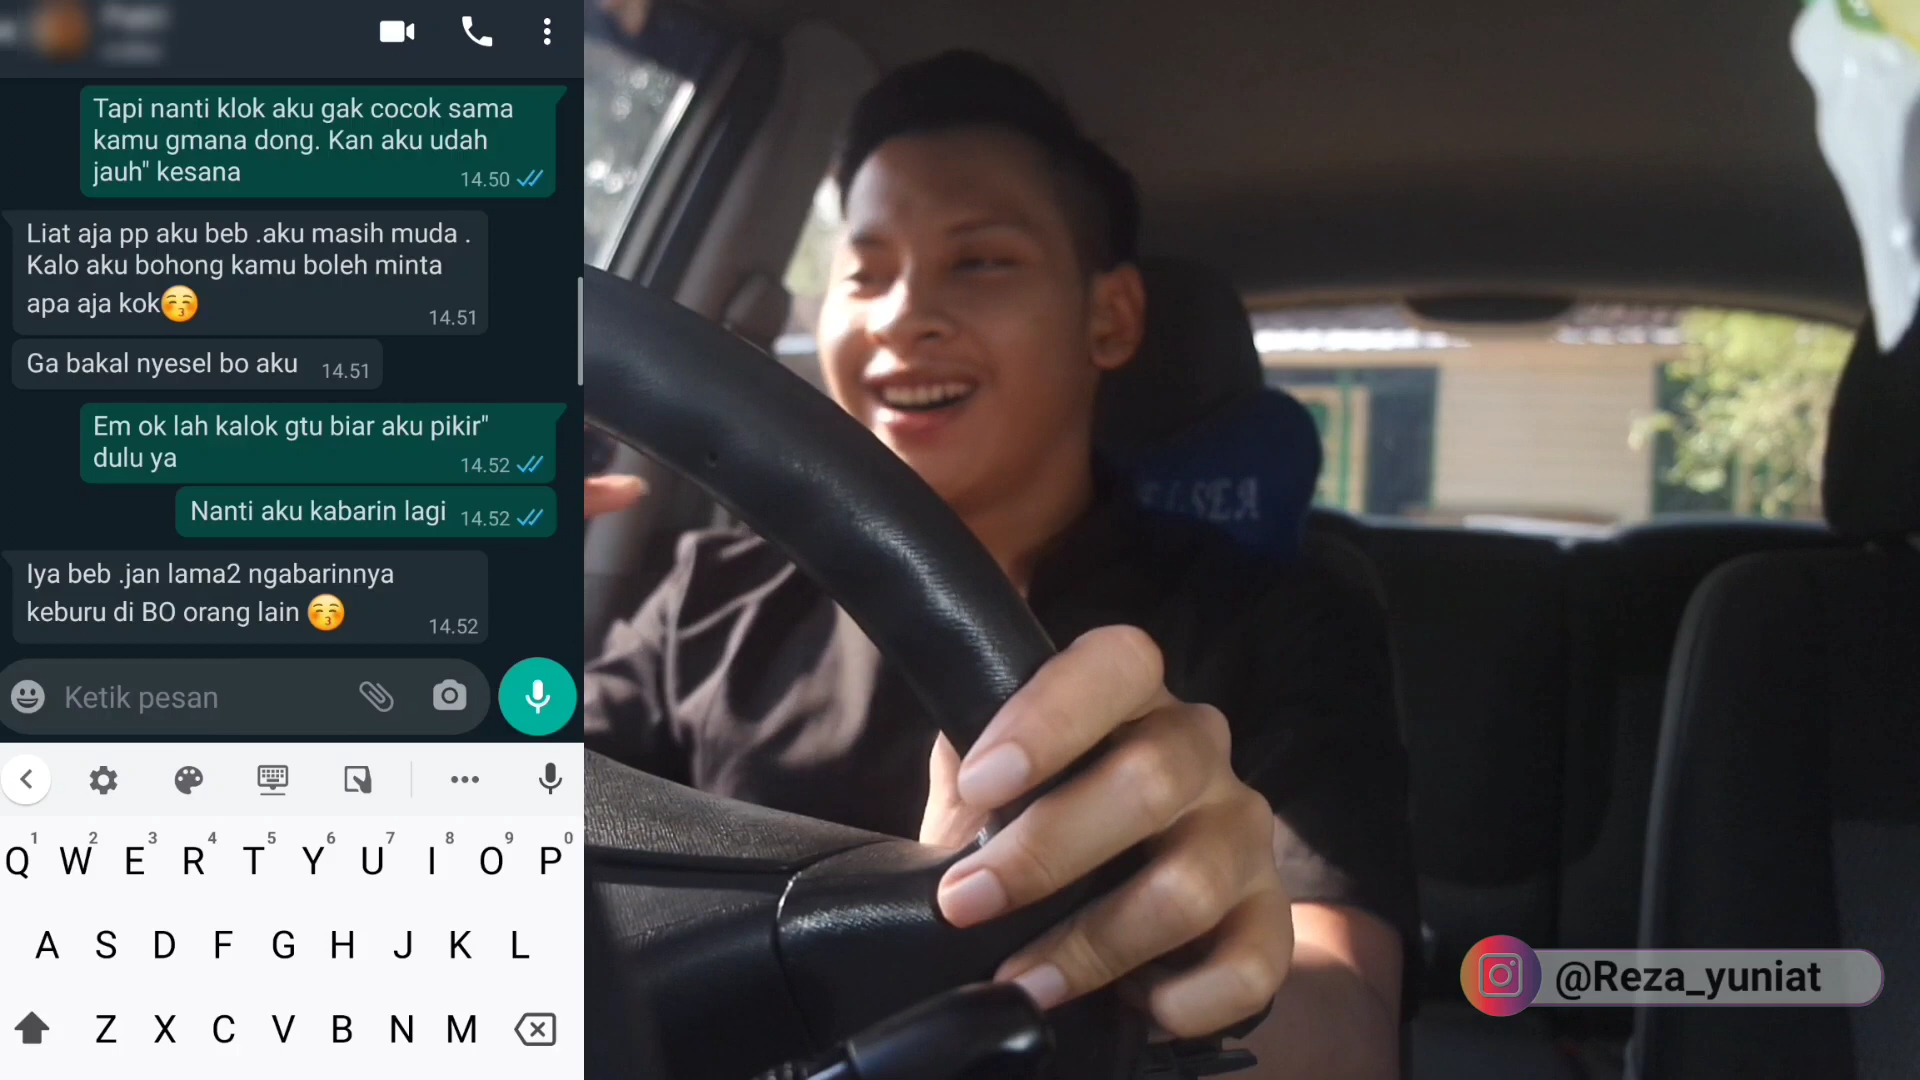 Tapi nanti klok aku gak cocok sama
kamu gmana dong. Kan aku udah
jauh" kesana
14.50
Liat aja pp aku beb .aku masih muda .
Kalo aku bohong kamu boleh minta
apa aja kok😚
14.51
Ga bakal nyesel bo aku 14.51
Em ok lah kalok gtu biar aku pikir"
dulu ya
14.52
Nanti aku kabarin lagi 14.52
Iya beb .jan lama2 ngabarinnya
keburu di BO orang lain 😚
14.52
Ketik pesan
1 2 3 4 5 6 7 8 9 0
Q W E R T Y U I O P
A S D F G H J K L
Z X C V B N M
@Reza_yuniat